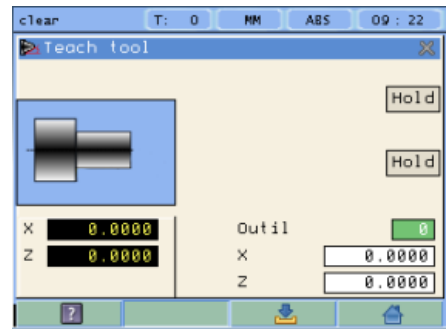 clear T: 0 MM ABS 09 : 22
Teach tool
Hold
Hold
X 0.0000 Outil 0
Z 0.0000 X 0.0000
Z 0.0000
?